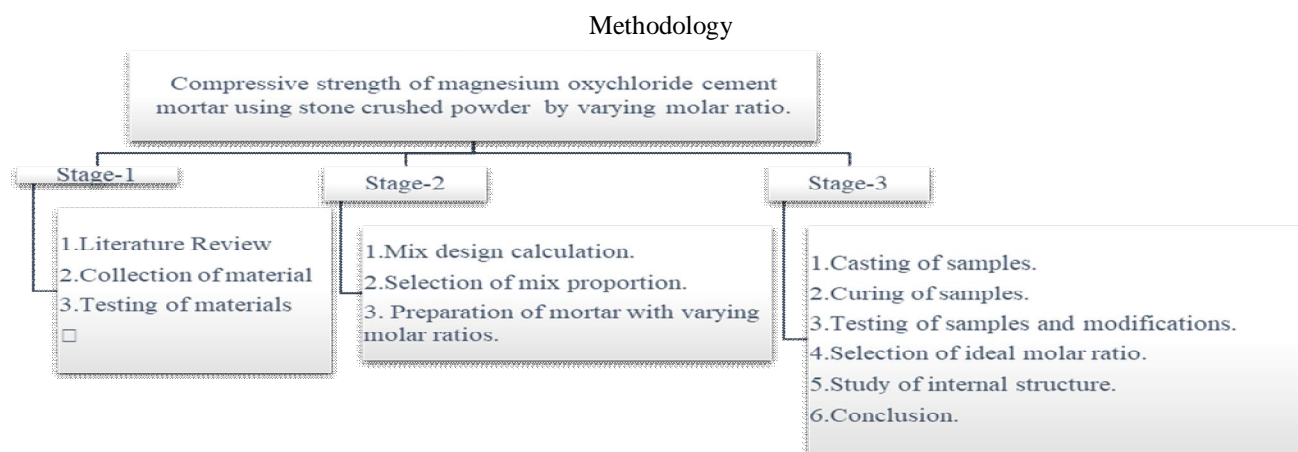 Methodology
Compressive strength of magnesium oxychloride cement
mortar using stone crushed powder by varying molar ratio.
Stage-1
1.Literature Review
2.Collection of material
3.Testing of materials
□
Stage-2
1.Mix design calculation.
2.Selection of mix proportion.
3. Preparation of mortar with varying
molar ratios.
Stage-3
1.Casting of samples.
2.Curing of samples.
3.Testing of samples and modifications.
4.Selection of ideal molar ratio.
5.Study of internal structure.
6.Conclusion.